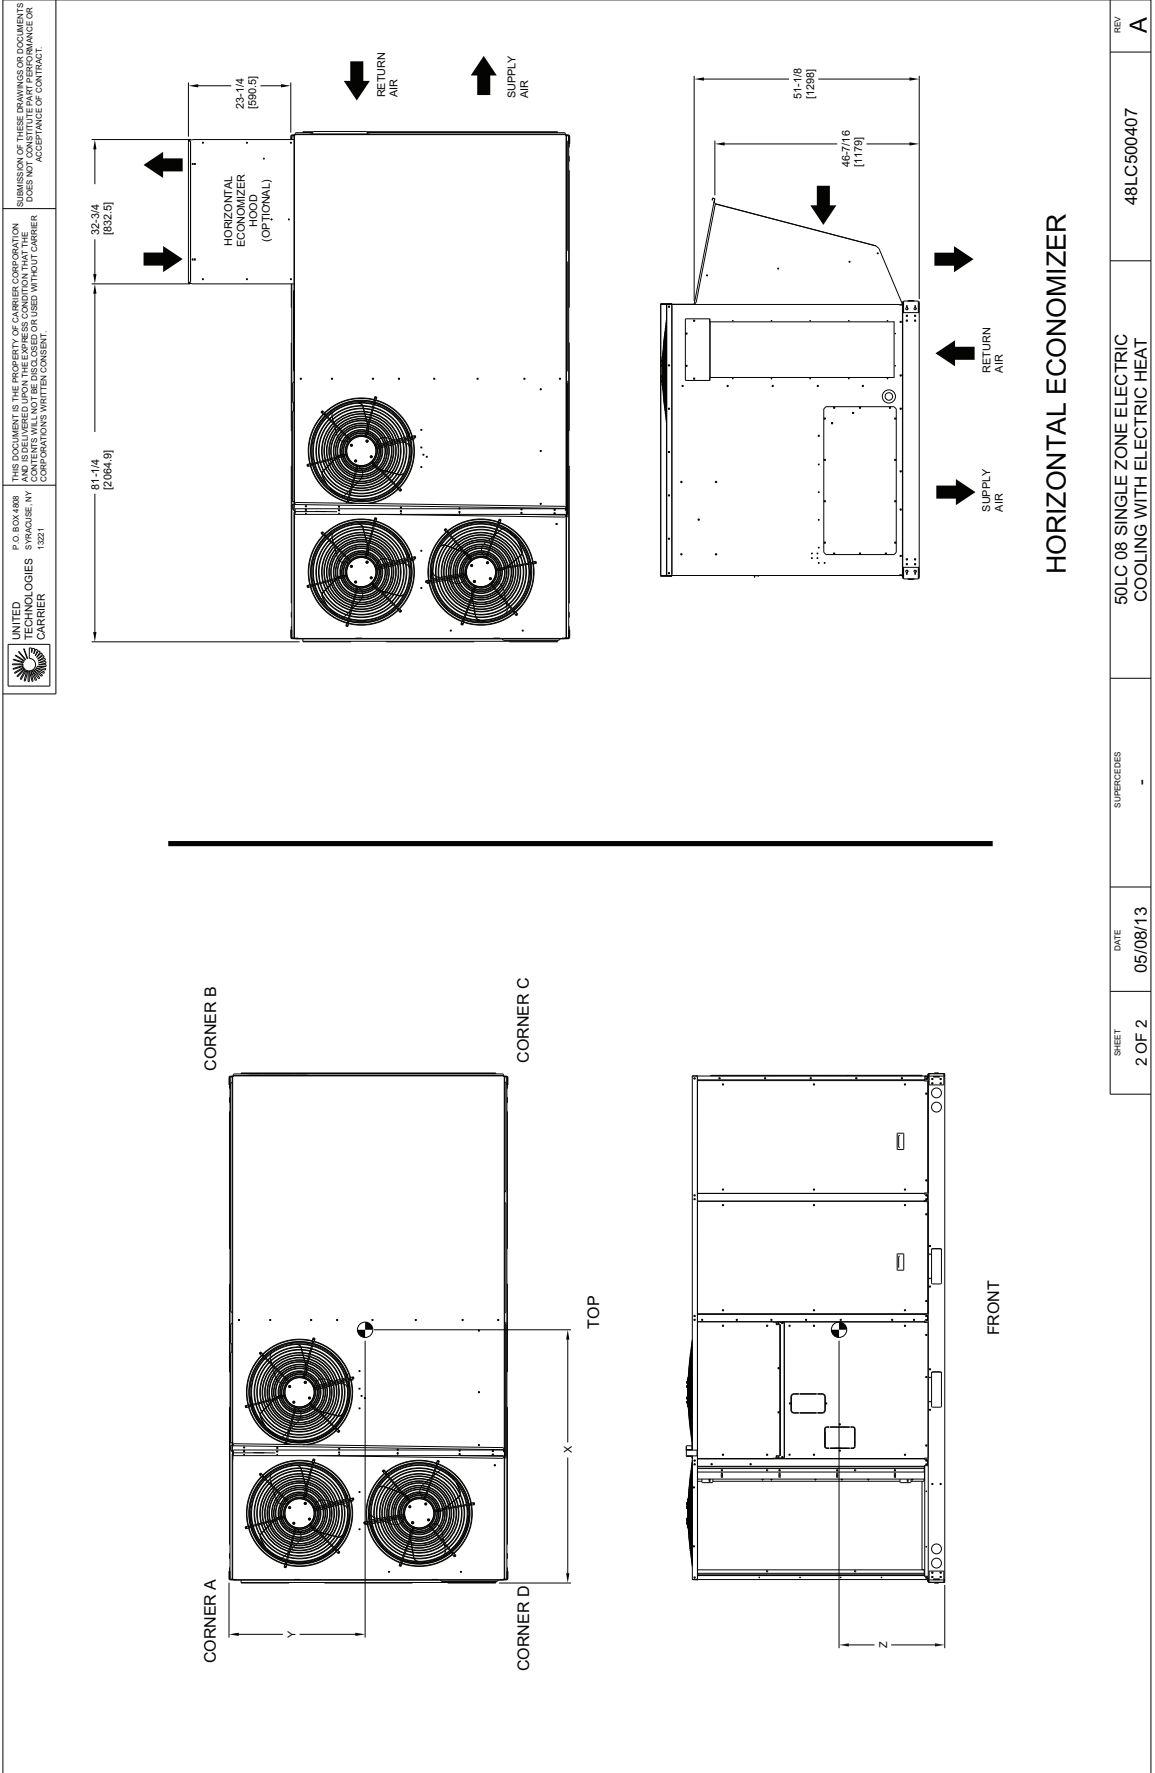 UNITED
TECHNOLOGIES
CARRIER
P.O. BOX 4808
SYRACUSE, NY
13221
THIS DOCUMENT IS THE PROPERTY OF CARRIER CORPORATION
AND IS DELIVERED UPON THE EXPRESS CONDITION THAT THE
CONTENTS WILL NOT BE DISCLOSED OR USED WITHOUT CARRIER
CORPORATIONS WRITTEN CONSENT.
SUBMISSION OF THESE DRAWINGS OR DOCUMENTS
DOES NOT CONSTITUTE PART PERFORMANCE OR
ACCEPTANCE OF CONTRACT.
CORNER A
CORNER B
Y
X
CORNER D
CORNER C
TOP
Z
FRONT
81-1/4
[2064.9]
32-3/4
[832.5]
23-1/4
[590.5]
HORIZONTAL
ECONOMIZER
HOOD
(OPTIONAL)
RETURN
AIR
SUPPLY
AIR
51-1/8
[1298]
46-7/16
[1179]
SUPPLY
AIR
RETURN
AIR
HORIZONTAL ECONOMIZER
SHEET
2 OF 2
DATE
05/08/13
SUPERCEDES
-
50LC 08 SINGLE ZONE ELECTRIC
COOLING WITH ELECTRIC HEAT
48LC500407
REV
A